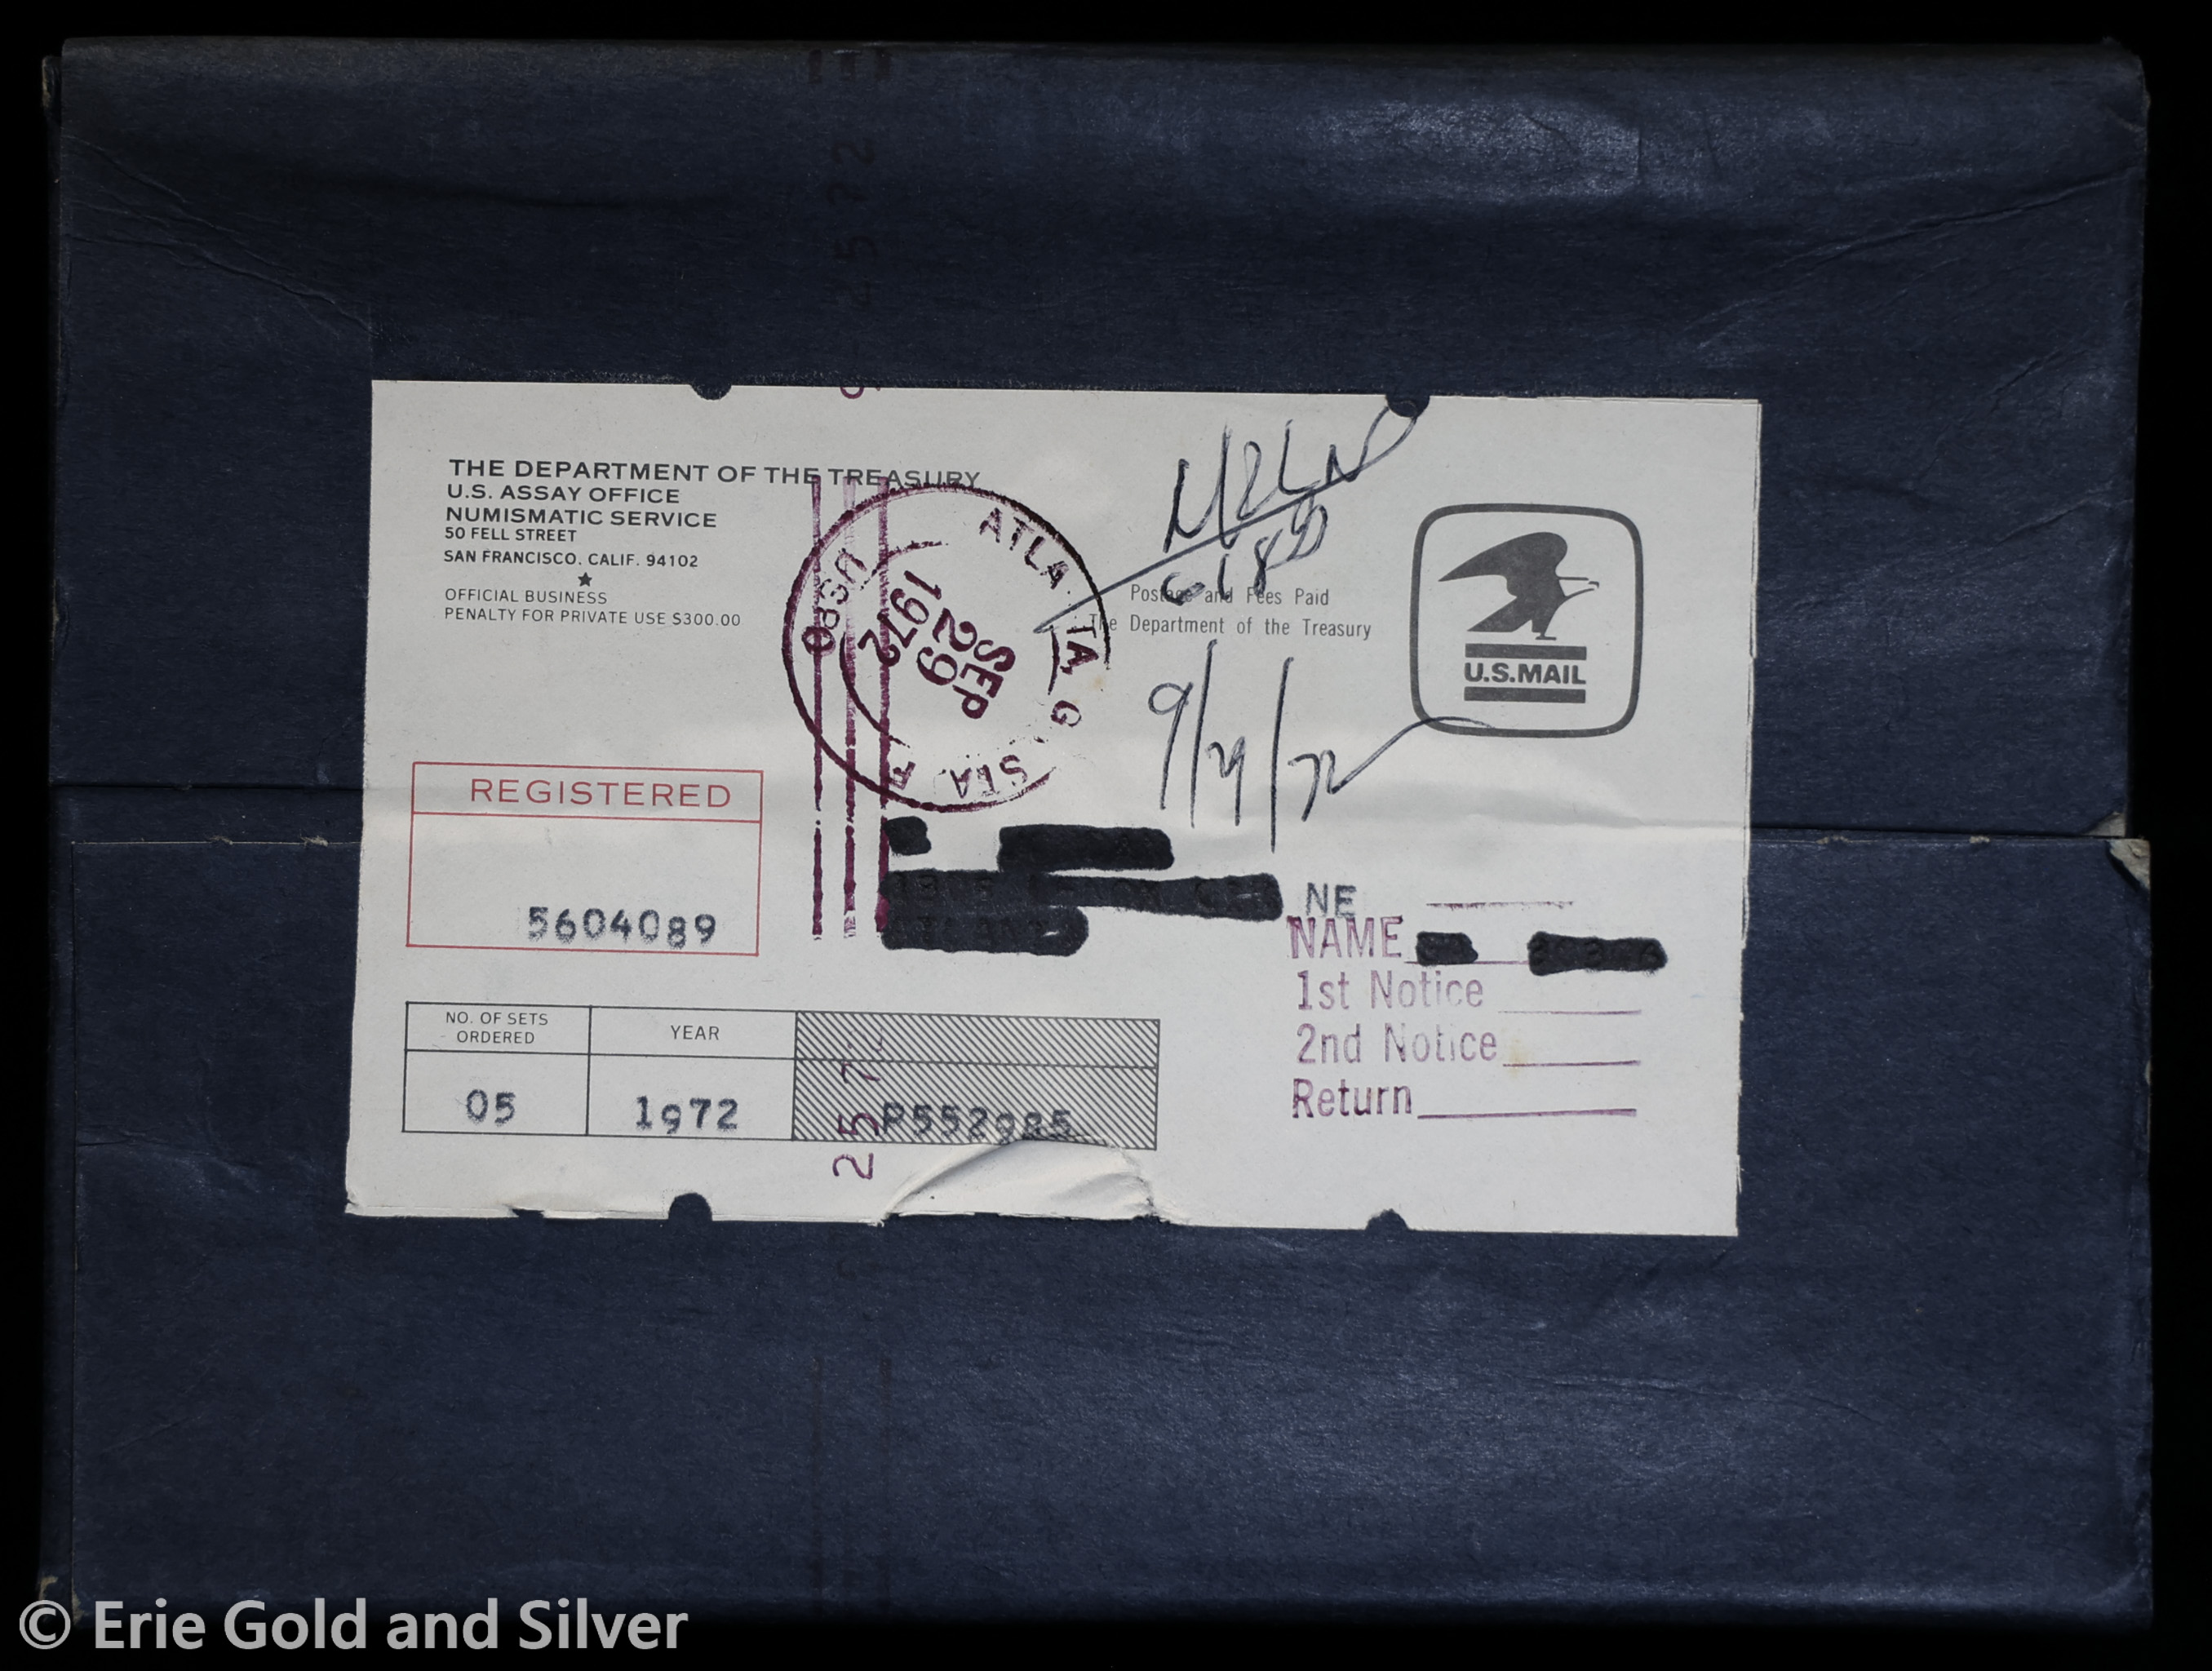 THE DEPARTMENT OF THE TREASURY
U.S. ASSAY OFFICE
NUMISMATIC SERVICE
50 FELL STREET
SAN FRANCISCO, CALIF. 94102
★
OFFICIAL BUSINESS
PENALTY FOR PRIVATE USE $300.00
ATLA TA G
STA. A
USPO
SEP
29
1972
Postage and Fees Paid
The Department of the Treasury
U.S.MAIL
9/29/72
REGISTERED
5604089
NE
NAME
1st Notice
2nd Notice
Return
NO. OF SETS ORDERED
YEAR
05
1972
P552985
257
© Erie Gold and Silver